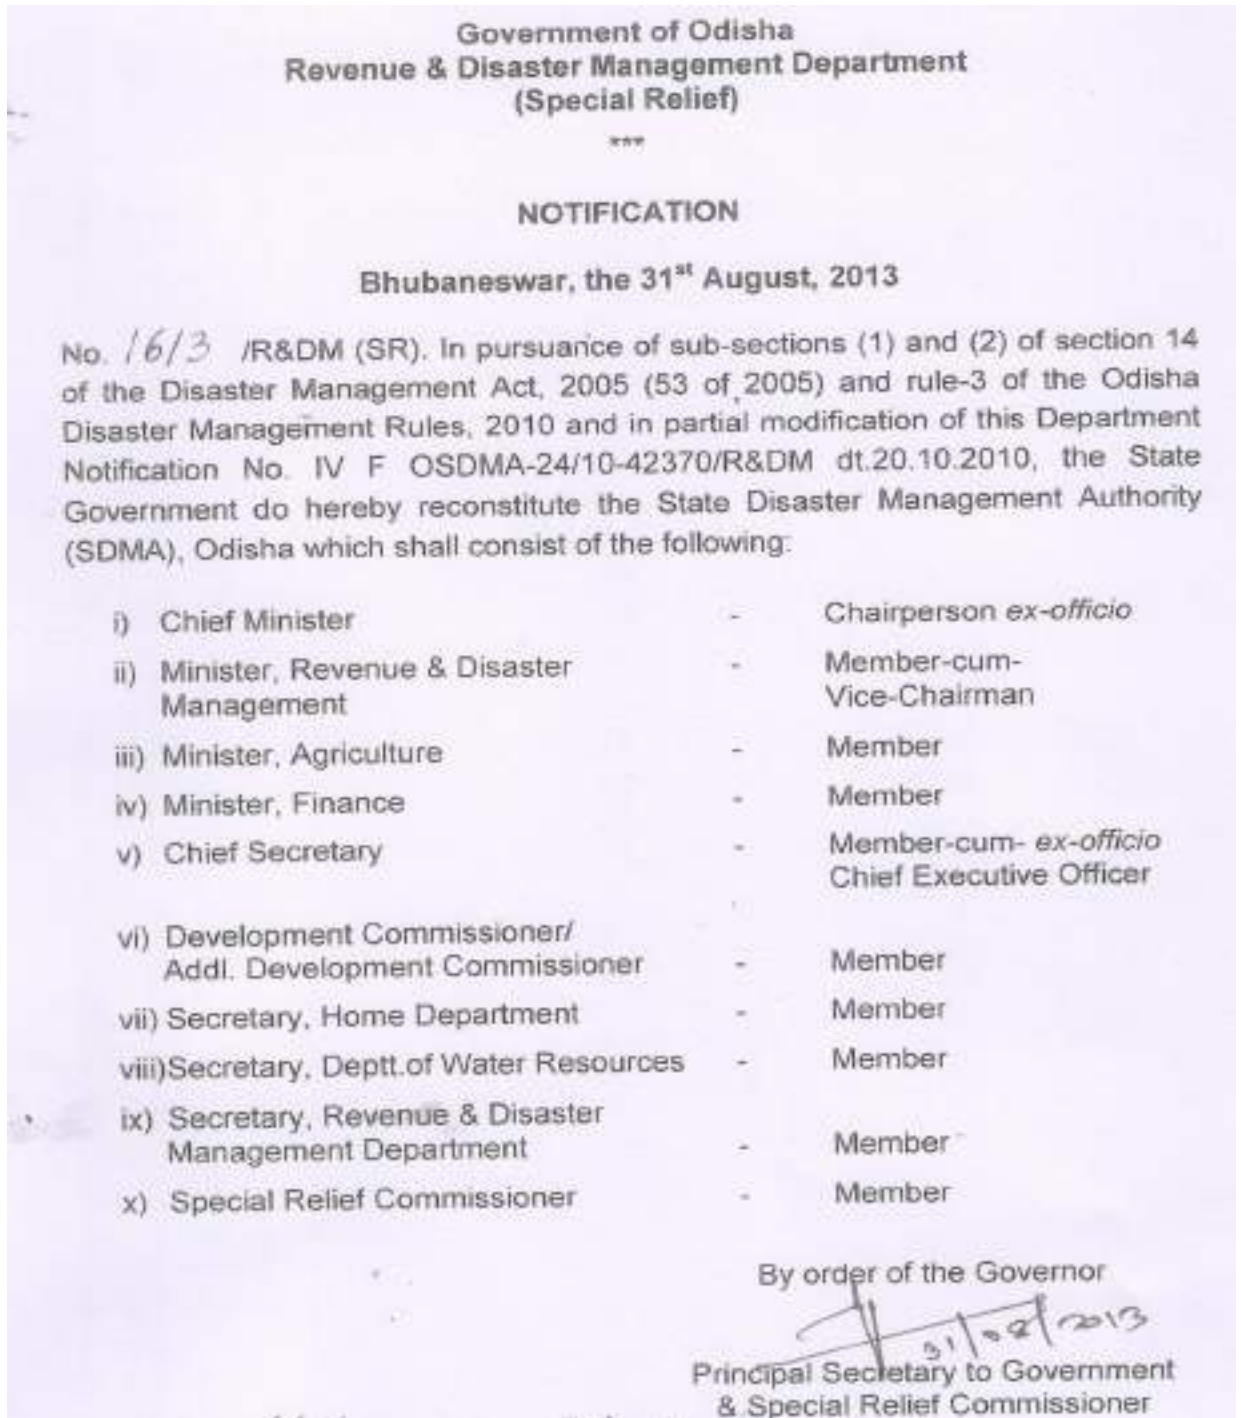 Government of Odisha
Revenue & Disaster Management Department
(Special Relief)
***
NOTIFICATION
Bhubaneswar, the 31st August, 2013
No. 1613 /R&DM (SR). In pursuance of sub-sections (1) and (2) of section 14
of the Disaster Management Act, 2005 (53 of 2005) and rule-3 of the Odisha
Disaster Management Rules, 2010 and in partial modification of this Department
Notification No. IV F OSDMA-24/10-42370/R&DM dt.20.10.2010, the State
Government do hereby reconstitute the State Disaster Management Authority
(SDMA), Odisha which shall consist of the following:
i) Chief Minister - Chairperson ex-officio
ii) Minister, Revenue & Disaster - Member-cum-
Management Vice-Chairman
iii) Minister, Agriculture - Member
iv) Minister, Finance - Member
v) Chief Secretary - Member-cum- ex-officio
Chief Executive Officer
vi) Development Commissioner/
Addl. Development Commissioner - Member
vii) Secretary, Home Department - Member
viii)Secretary, Deptt.of Water Resources - Member
ix) Secretary, Revenue & Disaster
Management Department - Member
x) Special Relief Commissioner - Member
By order of the Governor
31/08/2013
Principal Secretary to Government
& Special Relief Commissioner